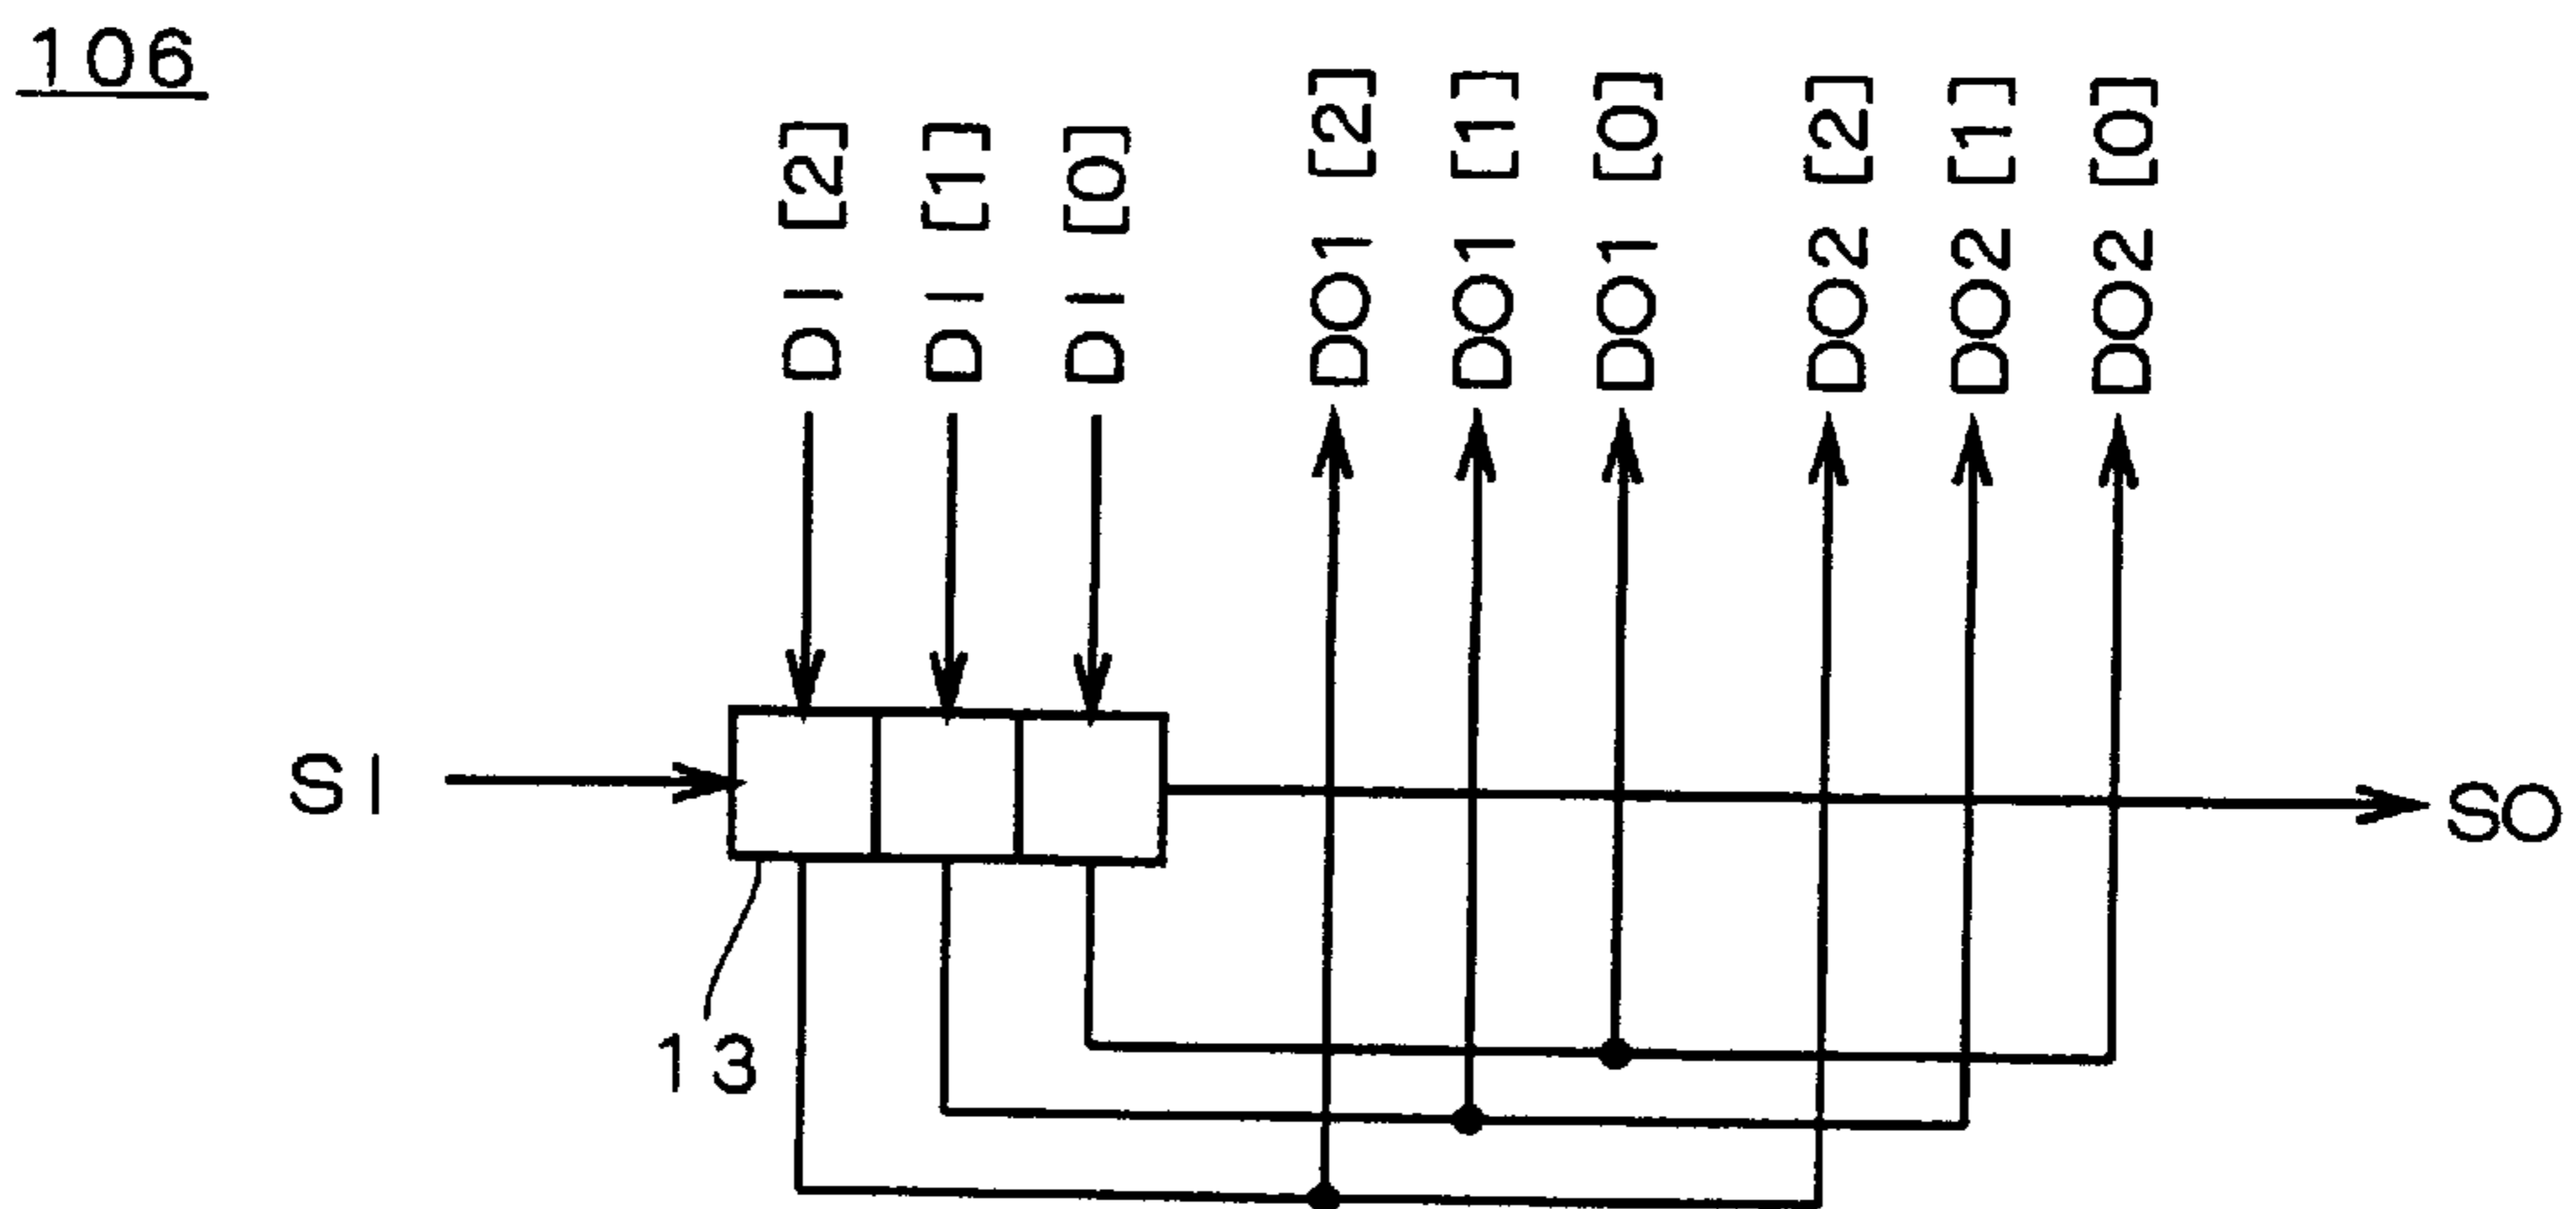 106
DI [2]
DI [1]
DI [0]
DO1 [2]
DO1 [1]
DO1 [0]
DO2 [2]
DO2 [1]
DO2 [0]
SI
SO
13